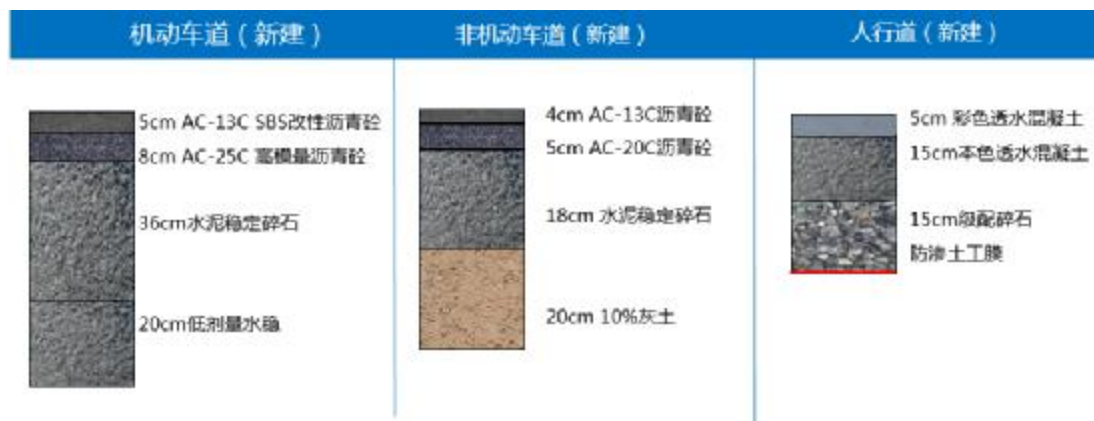 机动车道（新建）
5cm AC-13C SBS改性沥青砼
8cm AC-25C 高模量沥青砼
36cm水泥稳定碎石
20cm低剂量水稳
非机动车道（新建）
4cm AC-13C沥青砼
5cm AC-20C沥青砼
18cm 水泥稳定碎石
20cm 10%灰土
人行道（新建）
5cm 彩色透水混凝土
15cm本色透水混凝土
15cm级配碎石
防渗土工膜